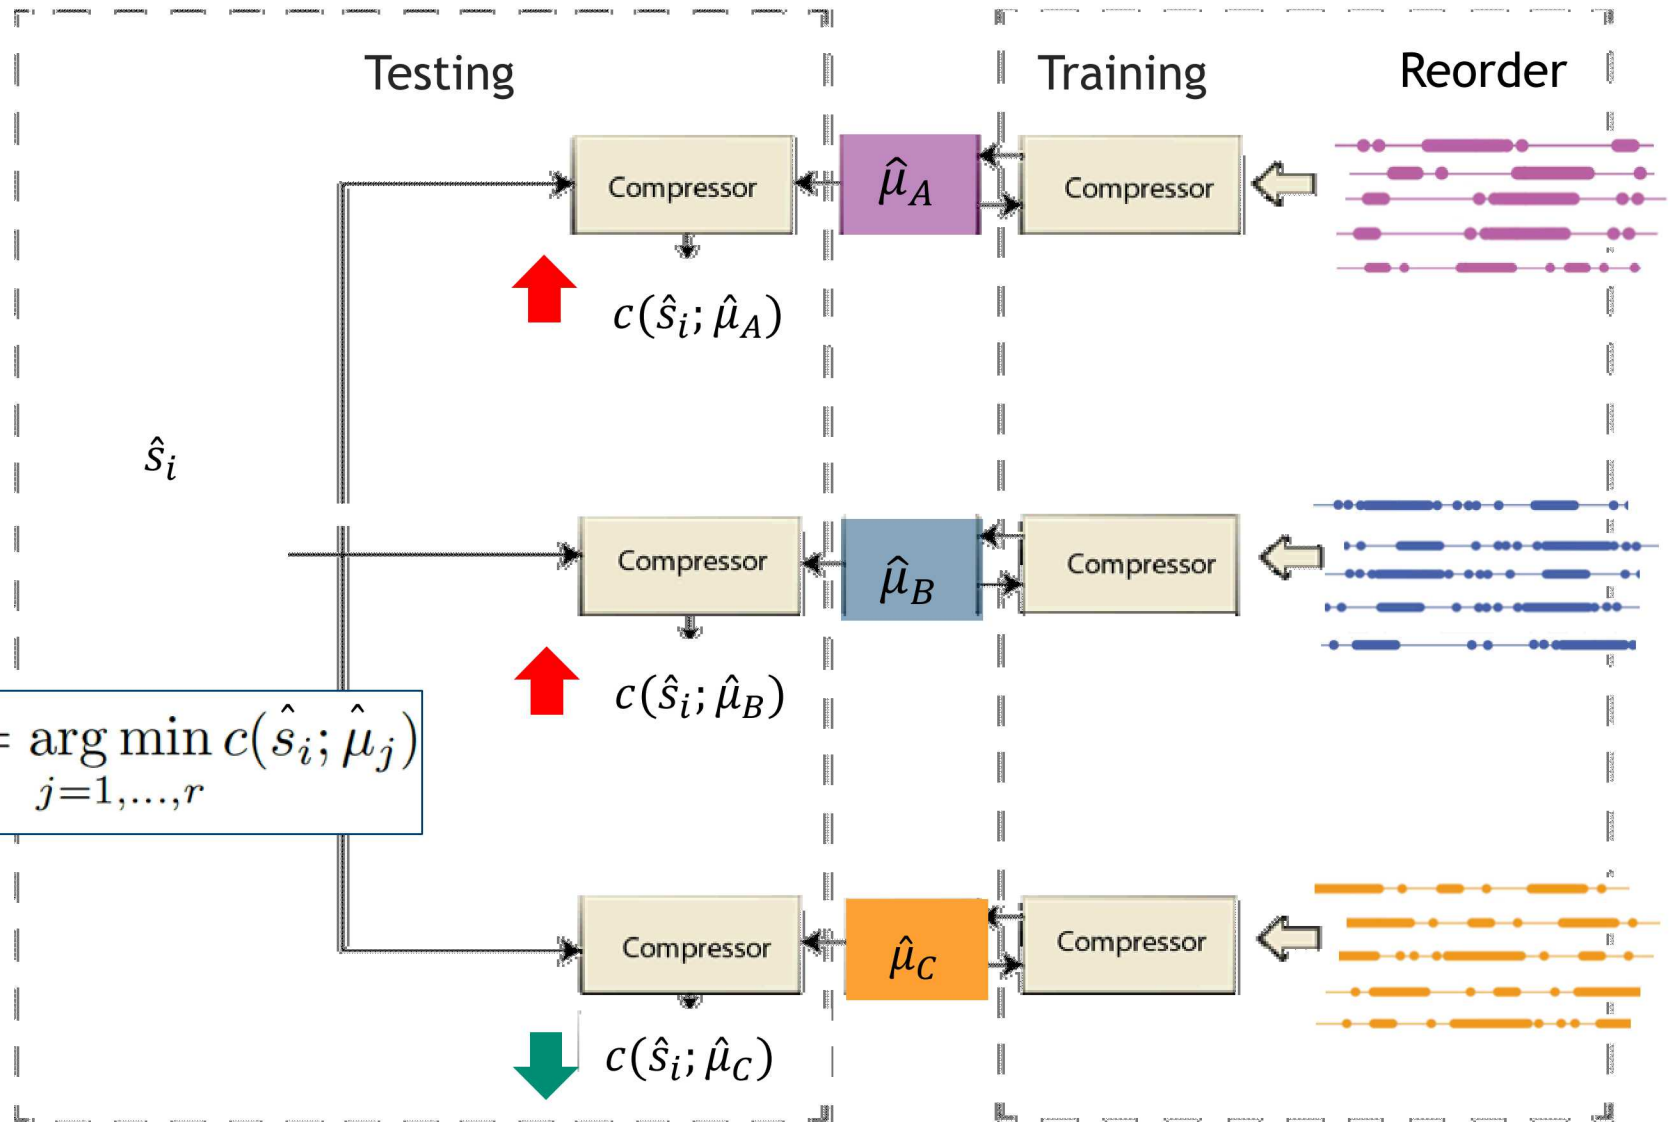 Testing
Training
Reorder
Compressor
μ̂_A
Compressor
c(ŝ_i; μ̂_A)
ŝ_i
Compressor
μ̂_B
Compressor
c(ŝ_i; μ̂_B)
= arg min c(ŝ_i; μ̂_j)
j=1,...,r
Compressor
μ̂_C
Compressor
c(ŝ_i; μ̂_C)